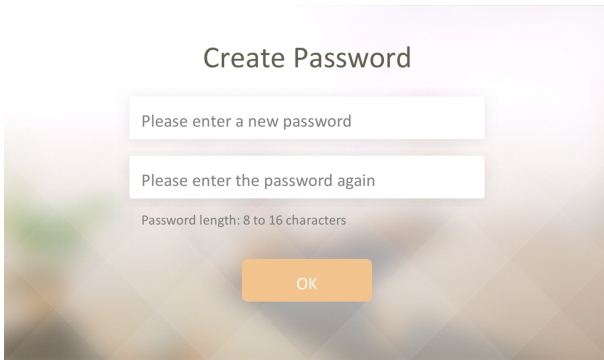 Create Password
Please enter a new password
Please enter the password again
Password length: 8 to 16 characters
OK